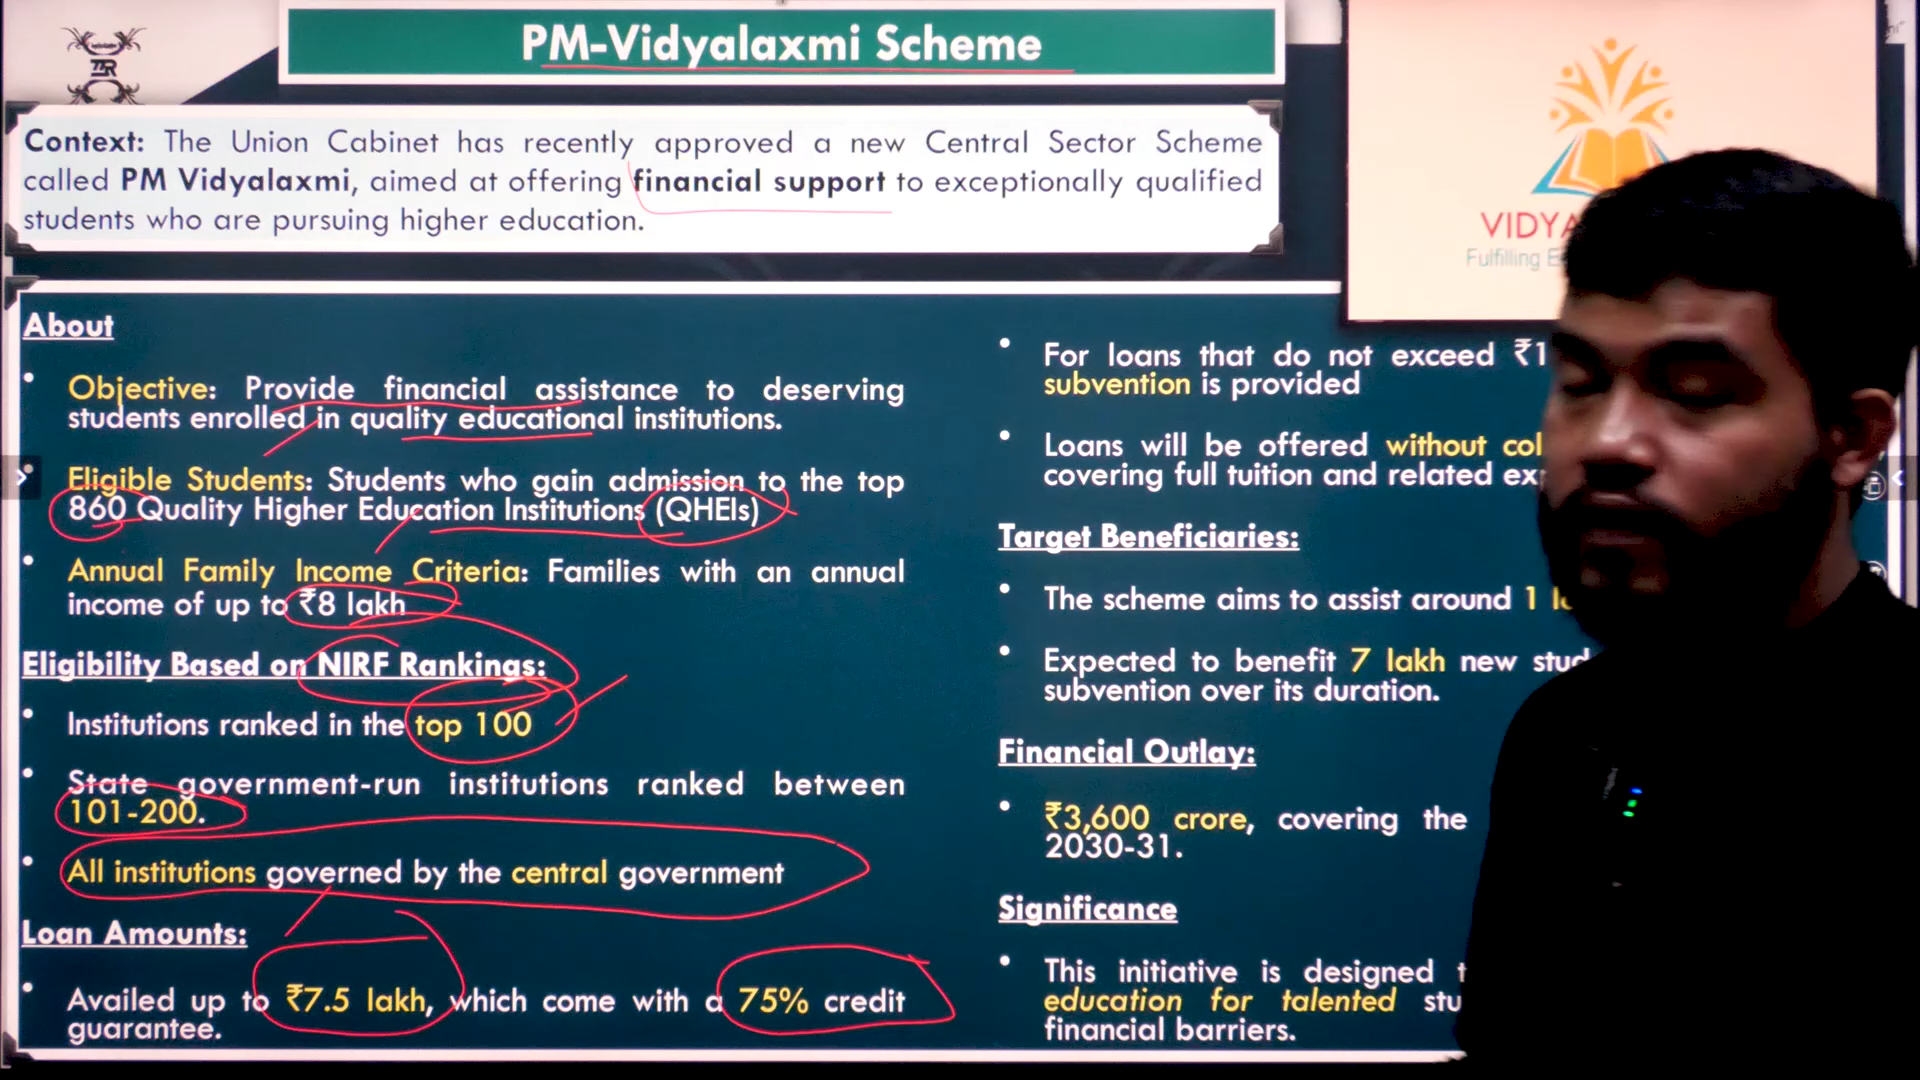 PM-Vidyalaxmi Scheme
Context: The Union Cabinet has recently approved a new Central Sector Scheme
called PM Vidyalaxmi, aimed at offering financial support to exceptionally qualified
students who are pursuing higher education.
VIDYA
Fulfilling E
About
• Objective: Provide financial assistance to deserving
students enrolled in quality educational institutions.
• Eligible Students: Students who gain admission to the top
860 Quality Higher Education Institutions (QHEIs)
• Annual Family Income Criteria: Families with an annual
income of up to ₹8 lakh
Eligibility Based on NIRF Rankings:
• Institutions ranked in the top 100
• State government-run institutions ranked between
101-200.
• All institutions governed by the central government
Loan Amounts:
• Availed up to ₹7.5 lakh, which come with a 75% credit
guarantee.
• For loans that do not exceed ₹1
subvention is provided
• Loans will be offered without col
covering full tuition and related ex
Target Beneficiaries:
• The scheme aims to assist around 1
• Expected to benefit 7 lakh new stud
subvention over its duration.
Financial Outlay:
• ₹3,600 crore, covering the
2030-31.
Significance
• This initiative is designed t
education for talented stu
financial barriers.